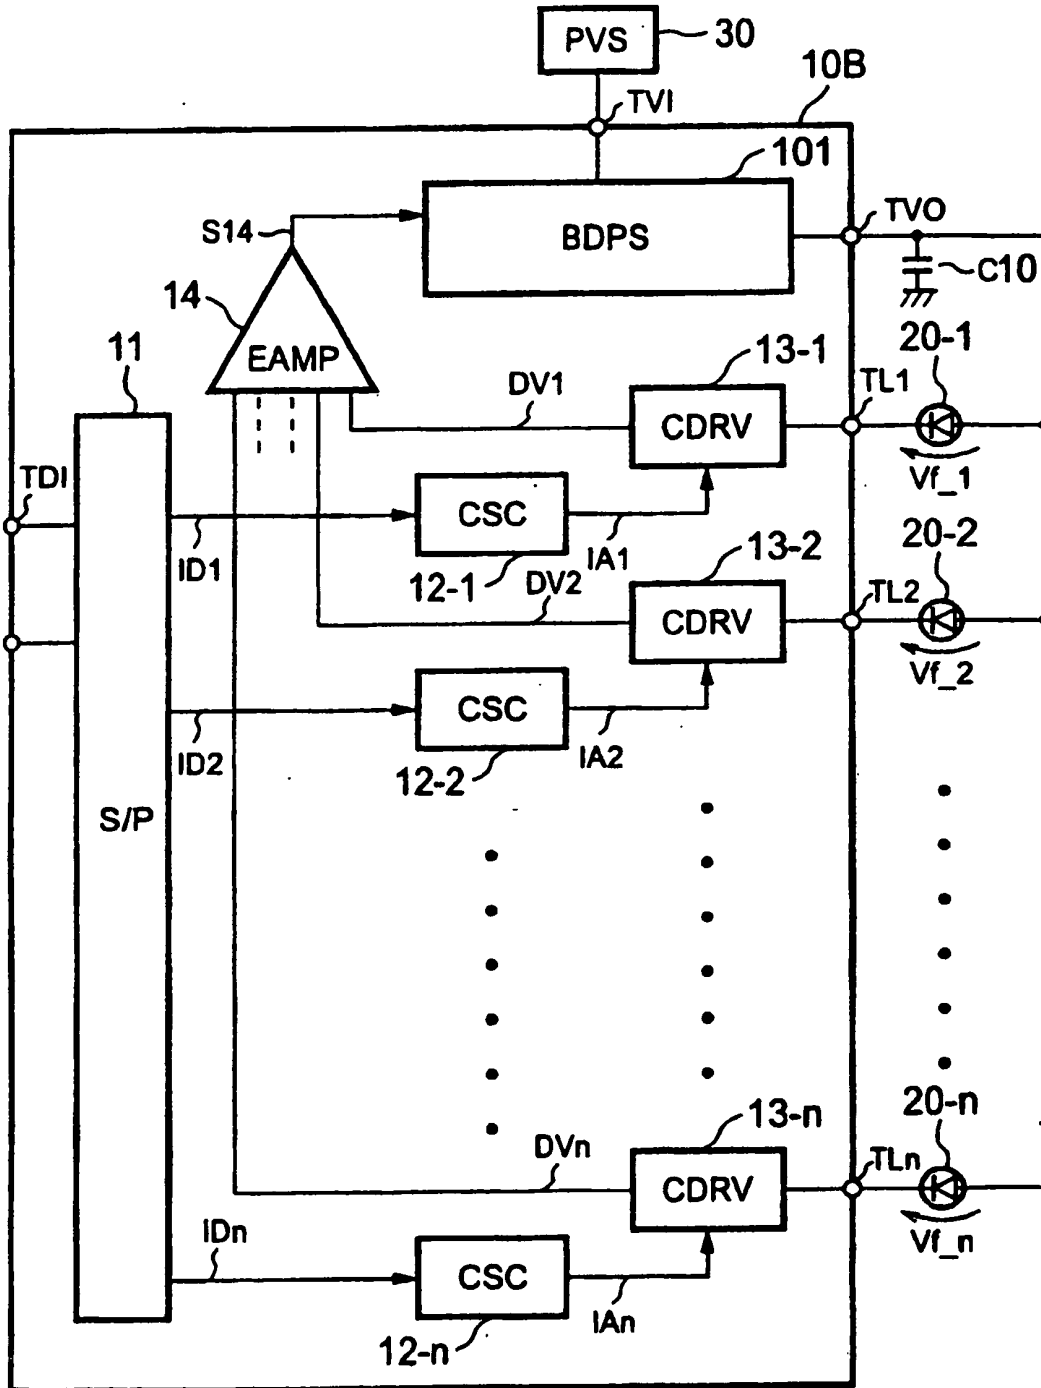 PVS
30
10B
TVI
101
TVO
S14
BDPS
C10
14
20-1
11
EAMP
13-1
DV1
TL1
CDRV
TDI
Vf_1
CSC
ID1
IA1
13-2
20-2
12-1
DV2
TL2
CDRV
Vf_2
CSC
ID2
IA2
12-2
S/P
13-n
20-n
DVn
TLn
CDRV
IDn
Vf_n
CSC
IAn
12-n